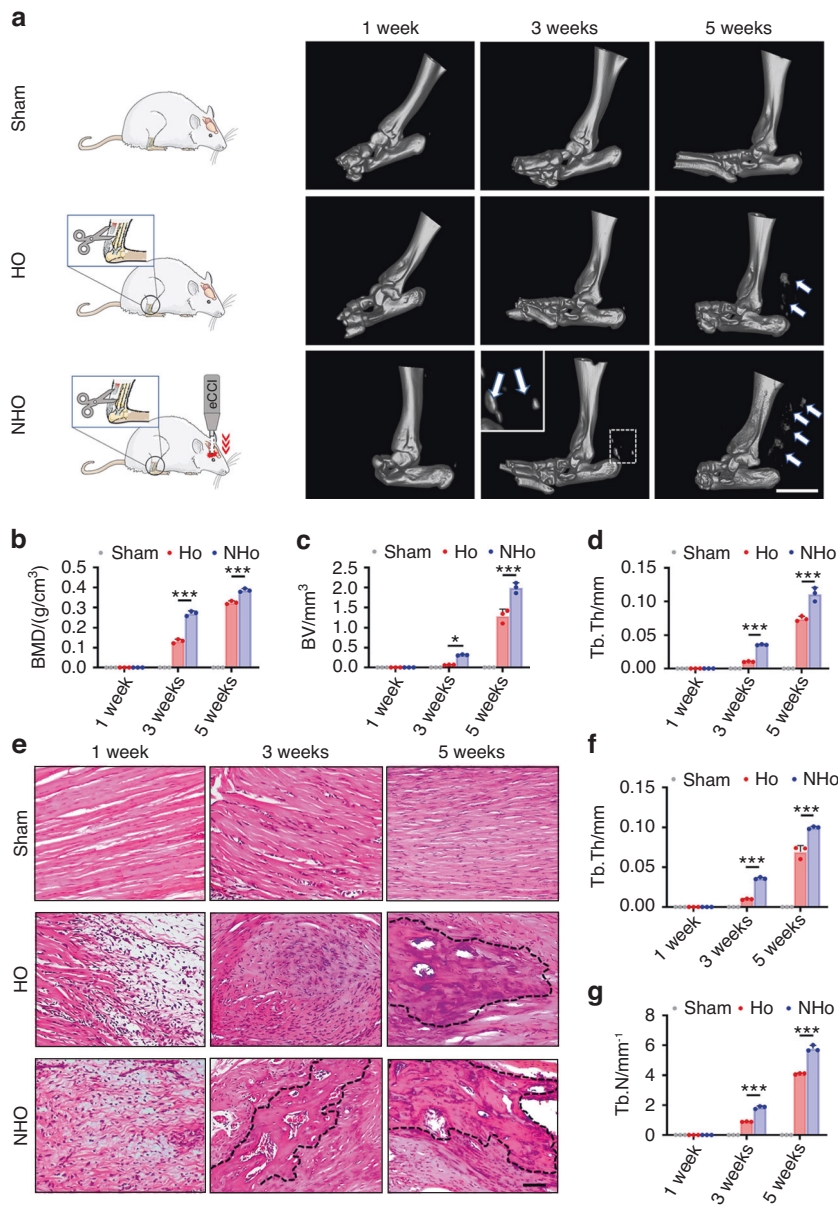 a
1 week 3 weeks 5 weeks
Sham
HO
NHO
eCCI
b
Sham Ho NHo
BMD/(g/cm³)
0.5
0.4
0.3
0.2
0.1
0
***
***
1 week
3 weeks
5 weeks
c
Sham Ho NHo
BV/mm³
2.5
2.0
1.5
1.0
0.5
0.0
*
***
1 week
3 weeks
5 weeks
d
Sham Ho NHo
Tb.Th/mm
0.15
0.10
0.05
0.00
***
***
1 week
3 weeks
5 weeks
e
1 week 3 weeks 5 weeks
Sham
HO
NHO
f
Sham Ho NHo
Tb.Th/mm
0.15
0.10
0.05
0.00
***
***
1 week
3 weeks
5 weeks
g
Sham Ho NHo
Tb.N/mm⁻¹
8
6
4
2
0
***
***
1 week
3 weeks
5 weeks